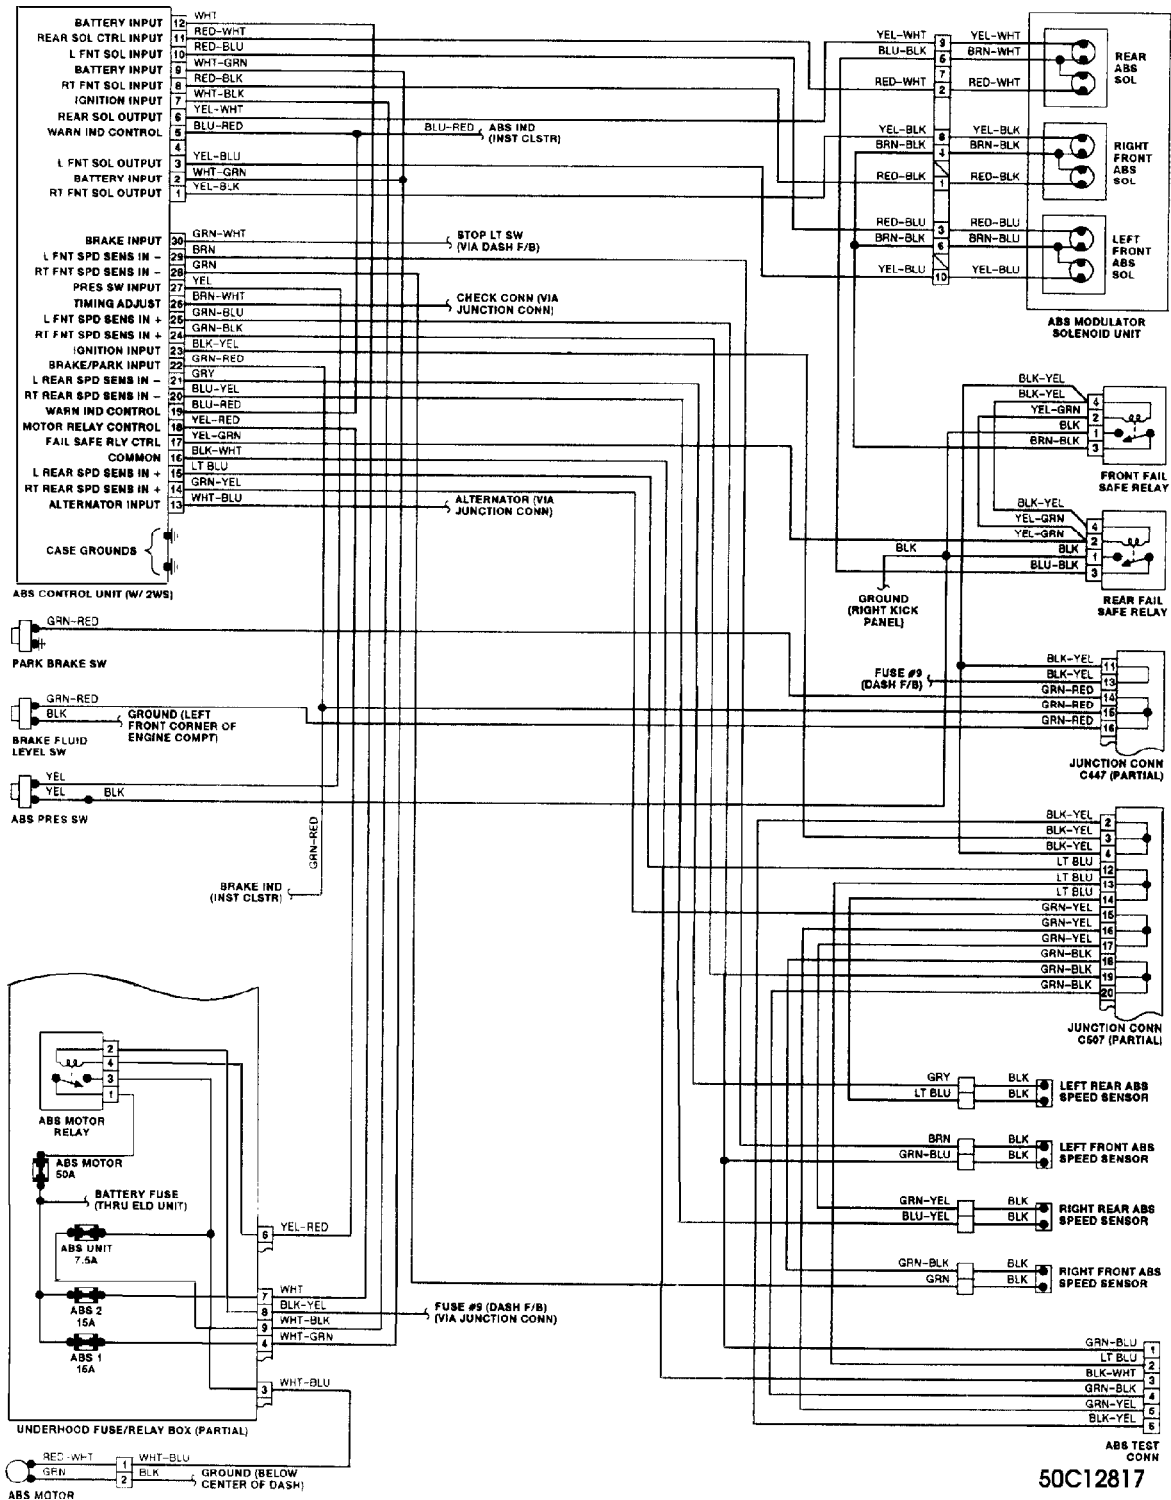 BATTERY INPUT 12 WHT
REAR SOL CTRL INPUT 11 RED-WHT
L FNT SOL INPUT 10 RED-BLU
BATTERY INPUT 9 WHT-GRN
RT FNT SOL INPUT 8 RED-BLK
IGNITION INPUT 7 WHT-BLK
REAR SOL OUTPUT 6 YEL-WHT
WARN IND CONTROL 5 BLU-RED
4
L FNT SOL OUTPUT 3 YEL-BLU
BATTERY INPUT 2 WHT-GRN
RT FNT SOL OUTPUT 1 YEL-BLK
BLU-RED ABS IND
(INST CLSTR)
BRAKE INPUT 30 GRN-WHT
L FNT SPD SENS IN - 29 BRN
RT FNT SPD SENS IN - 28 GRN
PRES SW INPUT 27 YEL
TIMING ADJUST 26 BRN-WHT
L FNT SPD SENS IN + 25 GRN-BLU
RT FNT SPD SENS IN + 24 GRN-BLK
IGNITION INPUT 23 BLK-YEL
BRAKE/PARK INPUT 22 GRN-RED
L REAR SPD SENS IN - 21 GRY
RT REAR SPD SENS IN - 20 BLU-YEL
WARN IND CONTROL 19 BLU-RED
MOTOR RELAY CONTROL 18 YEL-RED
FAIL SAFE RLY CTRL 17 YEL-GRN
COMMON 16 BLK-WHT
L REAR SPD SENS IN + 15 LT BLU
RT REAR SPD SENS IN + 14 GRN-YEL
ALTERNATOR INPUT 13 WHT-BLU
STOP LT SW
(VIA DASH F/B)
CHECK CONN (VIA
JUNCTION CONN)
ALTERNATOR (VIA
JUNCTION CONN)
CASE GROUNDS
ABS CONTROL UNIT (W/ 2WS)
YEL-WHT 9 YEL-WHT
BLU-BLK 5 BRN-WHT
7
RED-WHT 2 RED-WHT
REAR
ABS
SOL
YEL-BLK 8 YEL-BLK
BRN-BLK 4 BRN-BLK
RED-BLK 1 RED-BLK
RIGHT
FRONT
ABS
SOL
RED-BLU 3 RED-BLU
BRN-BLK 6 BRN-BLU
YEL-BLU 10 YEL-BLU
LEFT
FRONT
ABS
SOL
ABS MODULATOR
SOLENOID UNIT
BLK-YEL
BLK-YEL 4
YEL-GRN 2
BLK 1
BRN-BLK 3
FRONT FAIL
SAFE RELAY
BLK-YEL
YEL-GRN 4
YEL-GRN 2
BLK BLK 1
BLU-BLK 3
REAR FAIL
SAFE RELAY
GROUND
(RIGHT KICK
PANEL)
GRN-RED
PARK BRAKE SW
GRN-RED
BLK GROUND (LEFT
FRONT CORNER OF
ENGINE COMPT)
BRAKE FLUID
LEVEL SW
YEL
YEL BLK
ABS PRES SW
GRN-RED
BRAKE IND
(INST CLSTR)
FUSE #9
(DASH F/B)
BLK-YEL 11
BLK-YEL 13
GRN-RED 14
GRN-RED 15
GRN-RED 16
JUNCTION CONN
C447 (PARTIAL)
BLK-YEL 2
BLK-YEL 3
BLK-YEL 4
LT BLU 12
LT BLU 13
LT BLU 14
GRN-YEL 15
GRN-YEL 16
GRN-YEL 17
GRN-BLK 18
GRN-BLK 19
GRN-BLK 20
JUNCTION CONN
C507 (PARTIAL)
GRY BLK
LT BLU BLK
LEFT REAR ABS
SPEED SENSOR
BRN BLK
GRN-BLU BLK
LEFT FRONT ABS
SPEED SENSOR
GRN-YEL BLK
BLU-YEL BLK
RIGHT REAR ABS
SPEED SENSOR
GRN-BLK BLK
GRN BLK
RIGHT FRONT ABS
SPEED SENSOR
2
4
3
1
ABS MOTOR
RELAY
ABS MOTOR
50A
BATTERY FUSE
(THRU ELD UNIT)
ABS UNIT
7.5A
ABS 2
15A
ABS 1
15A
6 YEL-RED
7 WHT
8 BLK-YEL
9 WHT-BLK
4 WHT-GRN
3 WHT-BLU
FUSE #9 (DASH F/B)
(VIA JUNCTION CONN)
UNDERHOOD FUSE/RELAY BOX (PARTIAL)
RED-WHT 1 WHT-BLU
GRN 2 BLK
GROUND (BELOW
CENTER OF DASH)
ABS MOTOR
GRN-BLU 1
LT BLU 2
BLK-WHT 3
GRN-BLK 4
GRN-YEL 5
BLK-YEL 6
ABS TEST
CONN
50C12817